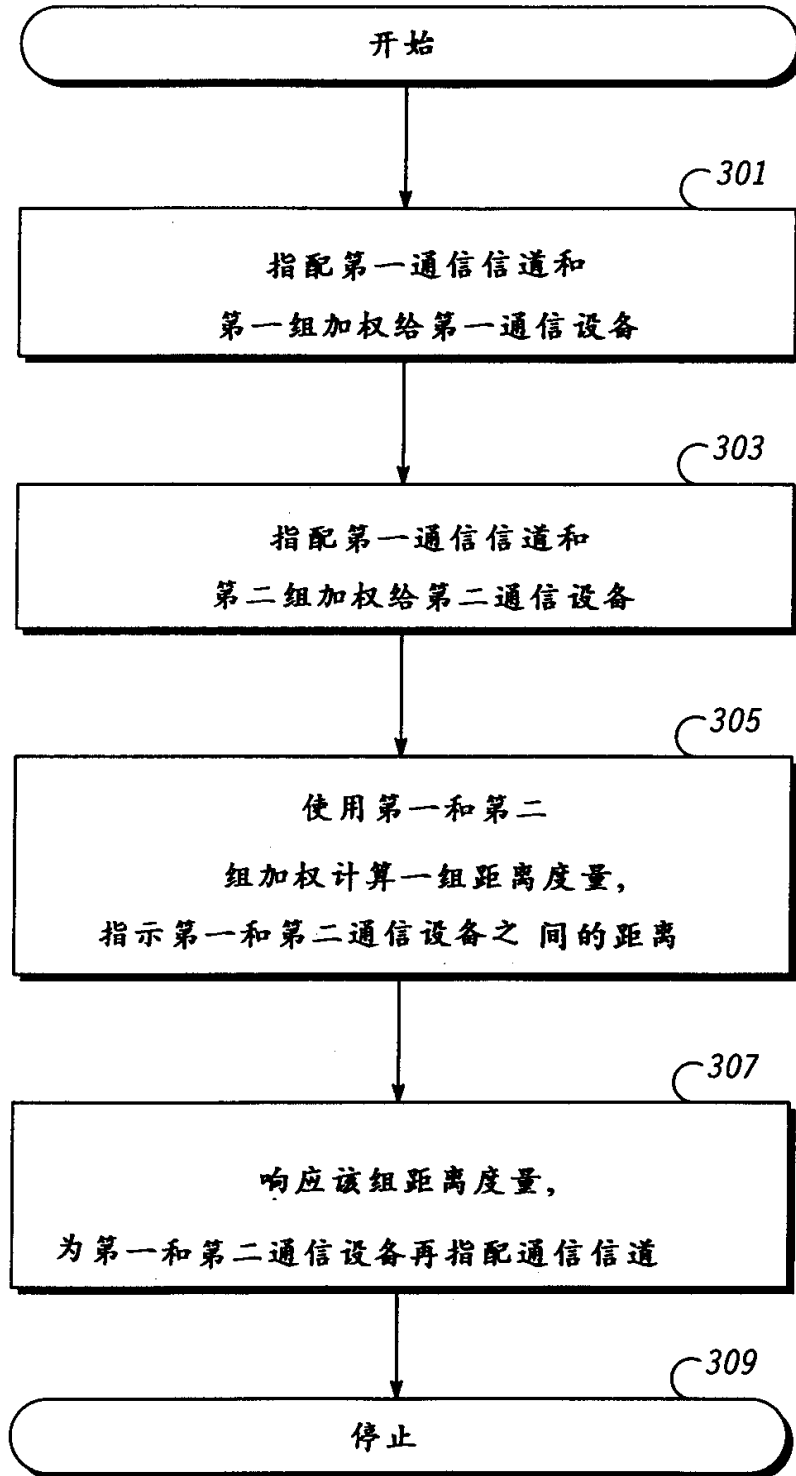 开始
301
指配第一通信信道和
第一组加权给第一通信设备
303
指配第一通信信道和
第二组加权给第二通信设备
305
使用第一和第二
组加权计算一组距离度量,
指示第一和第二通信设备之 间的距离
307
响应该组距离度量,
为第一和第二通信设备再指配通信信道
309
停止